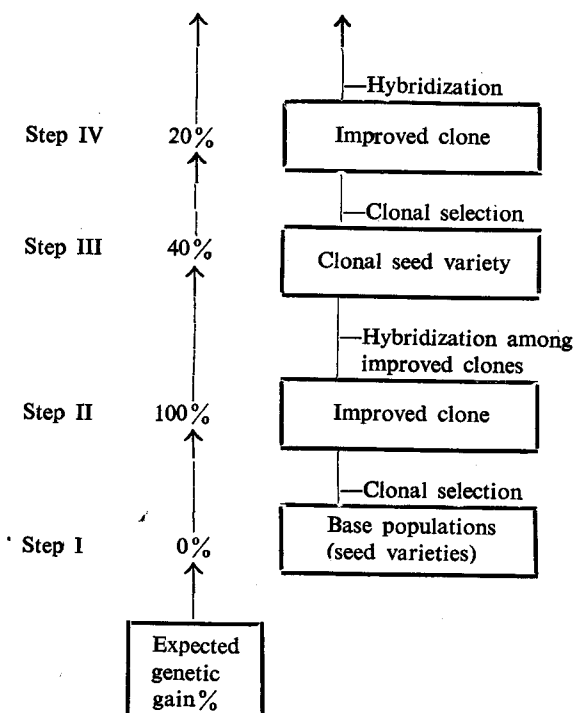 Hybridization
Step IV 20% Improved clone
Clonal selection
Step III 40% Clonal seed variety
Hybridization among
improved clones
Step II 100% Improved clone
Clonal selection
Step I 0% Base populations
(seed varieties)
Expected
genetic
gain%